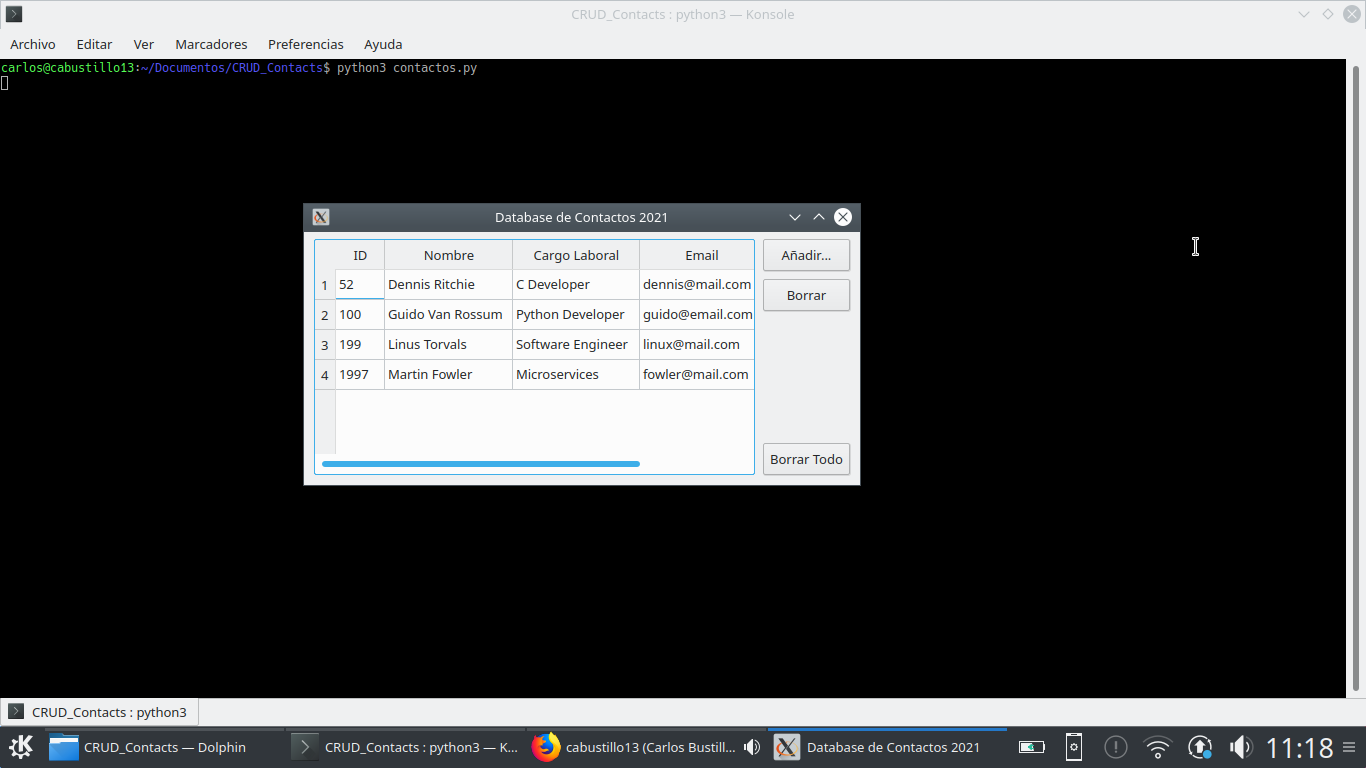 CRUD_Contacts : python3 — Konsole
Archivo Editar Ver Marcadores Preferencias Ayuda
carlos@cabustillo13:~/Documentos/CRUD_Contacts$ python3 contactos.py
Database de Contactos 2021
ID Nombre Cargo Laboral Email
1 52 Dennis Ritchie C Developer dennis@mail.com
2 100 Guido Van Rossum Python Developer guido@email.com
3 199 Linus Torvals Software Engineer linux@mail.com
4 1997 Martin Fowler Microservices fowler@mail.com
Añadir...
Borrar
Borrar Todo
CRUD_Contacts : python3
CRUD_Contacts — Dolphin
CRUD_Contacts : python3 — K...
cabustillo13 (Carlos Bustill...
Database de Contactos 2021
11:18